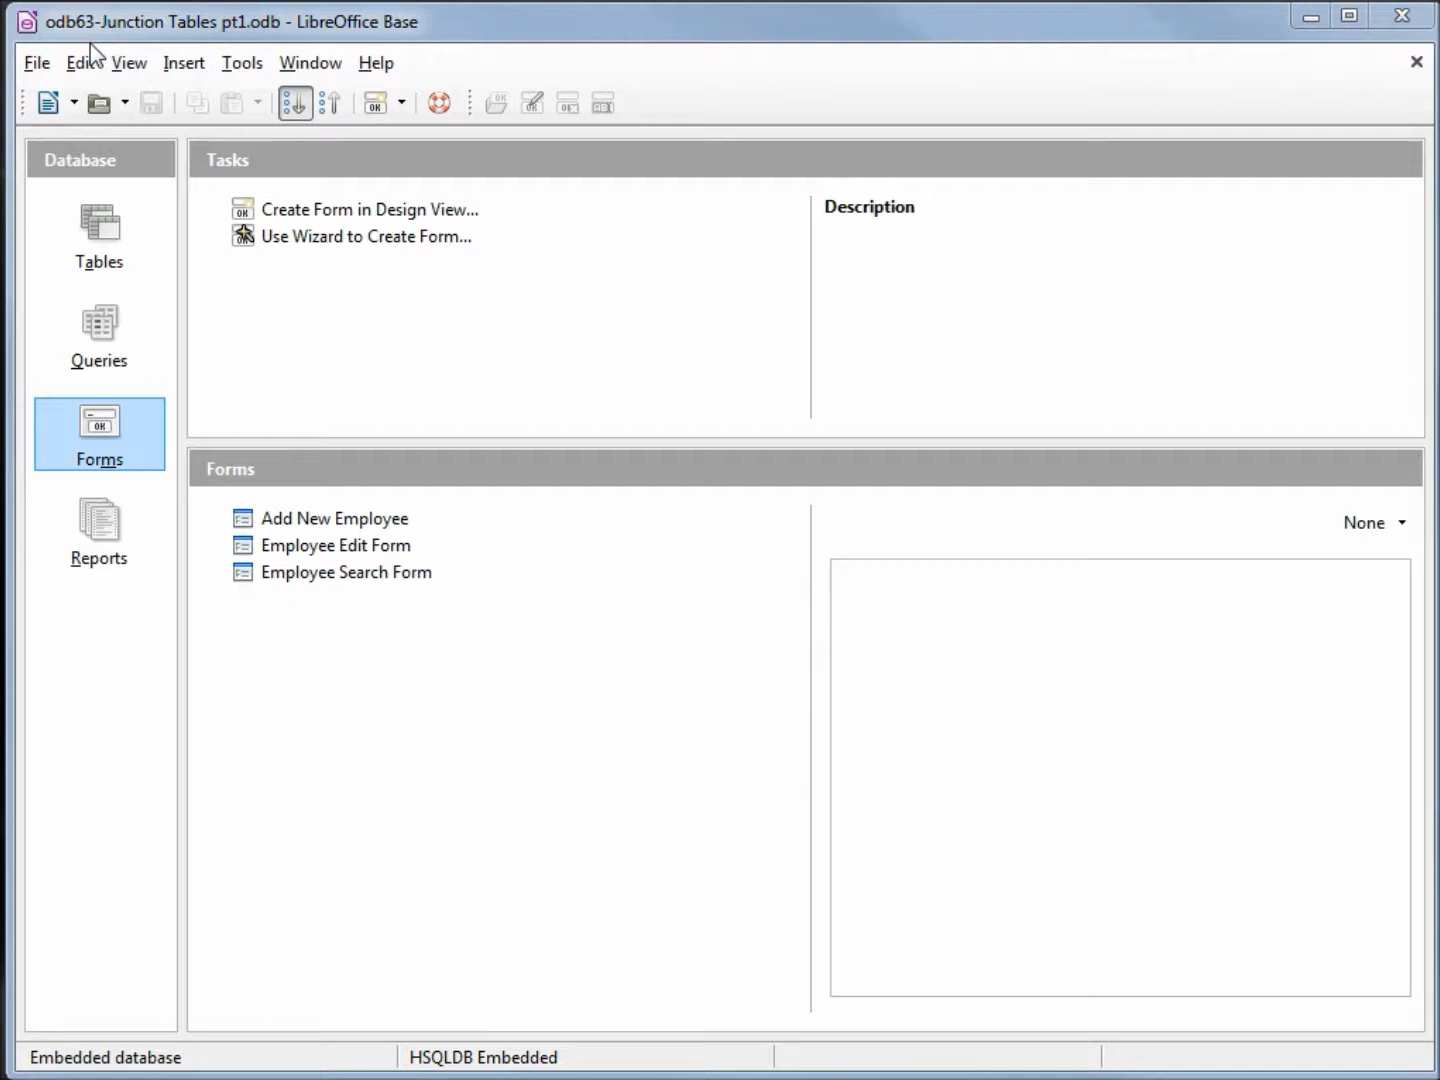 odb63-Junction Tables pt1.odb - LibreOffice Base
File Edit View Insert Tools Window Help
Database
Tables
Queries
Forms
Reports
Tasks
Create Form in Design View...
Use Wizard to Create Form...
Description
Forms
Add New Employee
Employee Edit Form
Employee Search Form
None
Embedded database
HSQLDB Embedded